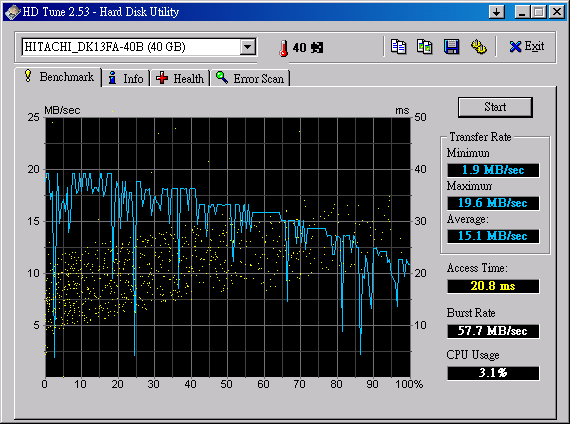 HD Tune 2.53 - Hard Disk Utility
HITACHI_DK13FA-40B (40 GB)
40 蚓
Exit
Benchmark
Info
Health
Error Scan
Start
MB/sec
ms
25
20
15
10
5
50
40
30
20
10
0
10
20
30
40
50
60
70
80
90
100%
Transfer Rate
Minimun
1.9 MB/sec
Maximun
19.6 MB/sec
Average:
15.1 MB/sec
Access Time:
20.8 ms
Burst Rate
57.7 MB/sec
CPU Usage
3.1%